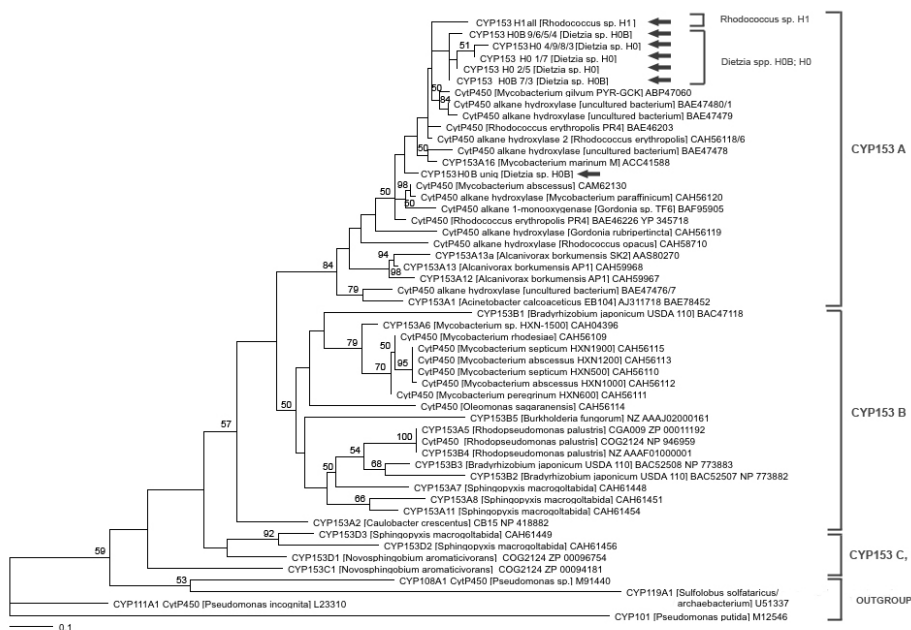 CYP153 H1all [Rhodococcus sp. H1]
Rhodococcus sp. H1
CYP153 H0B 9/6/5/4 [Dietzia sp. H0B]
51
CYP153H0 4/9/8/3 [Dietzia sp. H0]
CYP153 H0 1/7 [Dietzia sp. H0]
Dietzia spp. H0B; H0
CYP153 H0 2/5 [Dietzia sp. H0]
CYP153 H0B 7/3 [Dietzia sp. H0B]
50
CytP450 [Mycobacterium gilvum PYR-GCK] ABP47060
84
CytP450 alkane hydroxylase [uncultured bacterium] BAE47480/1
CytP450 alkane hydroxylase [uncultured bacterium] BAE47479
CytP450 [Rhodococcus erythropolis PR4] BAE46203
CytP450 alkane hydroxylase 2 [Rhodococcus erythropolis] CAH56118/6
50
CytP450 alkane hydroxylase [uncultured bacterium] BAE47478
CYP153 A
CYP153A16 [Mycobacterium marinum M] ACC41588
CYP153H0B uniq [Dietzia sp. H0B]
98
CytP450 [Mycobacterium abscessus] CAM62130
50
CytP450 alkane hydroxylase [Mycobacterium paraffinicum] CAH56120
50
CytP450 alkane 1-monooxygenase [Gordonia sp. TF6] BAF95905
CytP450 [Rhodococcus erythropolis PR4] BAE46226 YP 345718
CytP450 alkane hydroxylase [Gordonia rubripertincta] CAH56119
CytP450 alkane hydroxylase [Rhodococcus opacus] CAH58710
94
CYP153A13a [Alcanivorax borkumensis SK2] AAS80270
84
CYP153A13 [Alcanivorax borkumensis AP1] CAH59968
98
CYP153A12 [Alcanivorax borkumensis AP1] CAH59967
79
CytP450 alkane hydroxylase [uncultured bacterium] BAE47476/7
CYP153A1 [Acinetobacter calcoaceticus EB104] AJ311718 BAE78452
CYP153B1 [Bradyrhizobium japonicum USDA 110] BAC47118
CYP153A6 [Mycobacterium sp. HXN-1500] CAH04396
79
CytP450 [Mycobacterium rhodesiae] CAH56109
50
CytP450 [Mycobacterium septicum HXN1900] CAH56115
95
CytP450 [Mycobacterium abscessus HXN1200] CAH56113
70
CytP450 [Mycobacterium septicum HXN500] CAH56110
CytP450 [Mycobacterium abscessus HXN1000] CAH56112
CytP450 [Mycobacterium peregrinum HXN600] CAH56111
50
CytP450 [Oleomonas sagaranensis] CAH56114
CYP153 B
CYP153B5 [Burkholderia fungorum] NZ AAAJ02000161
57
CYP153A5 [Rhodopseudomonas palustris] CGA009 ZP 00011192
100
CytP450 [Rhodopseudomonas palustris] COG2124 NP 946959
54
CYP153B4 [Rhodopseudomonas palustris] NZ AAAF01000001
68
CYP153B3 [Bradyrhizobium japonicum USDA 110] BAC52508 NP 773883
50
CYP153B2 [Bradyrhizobium japonicum USDA 110] BAC52507 NP 773882
CYP153A7 [Sphingopyxis macrogoltabida] CAH61448
66
CYP153A8 [Sphingopyxis macrogoltabida] CAH61451
CYP153A11 [Sphingopyxis macrogoltabida] CAH61454
CYP153A2 [Caulobacter crescentus] CB15 NP 418882
92
CYP153D3 [Sphingopyxis macrogoltabida] CAH61449
CYP153D2 [Sphingopyxis macrogoltabida] CAH61456
59
CYP153D1 [Novosphingobium aromaticivorans] COG2124 ZP 00096754
CYP153 C,
CYP153C1 [Novosphingobium aromaticivorans] COG2124 ZP 00094181
53
CYP108A1 CytP450 [Pseudomonas sp.] M91440
CYP119A1 [Sulfolobus solfataricus/
archaebacterium] U51337
OUTGROUP
CYP111A1 CytP450 [Pseudomonas incognita] L23310
CYP101 [Pseudomonas putida] M12546
0.1